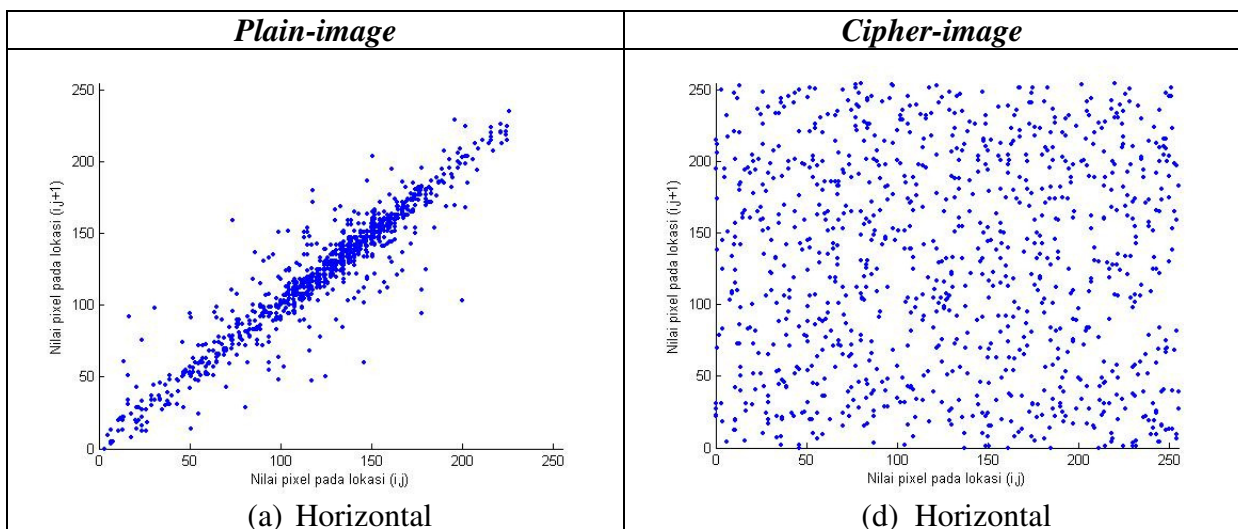 Plain-image
Cipher-image
250
200
150
100
50
0
Nilai pixel pada lokasi (i,j+1)
0 50 100 150 200 250
Nilai pixel pada lokasi (i,j)
(a) Horizontal
250
200
150
100
50
0
Nilai pixel pada lokasi (i,j+1)
0 50 100 150 200 250
Nilai pixel pada lokasi (i,j)
(d) Horizontal